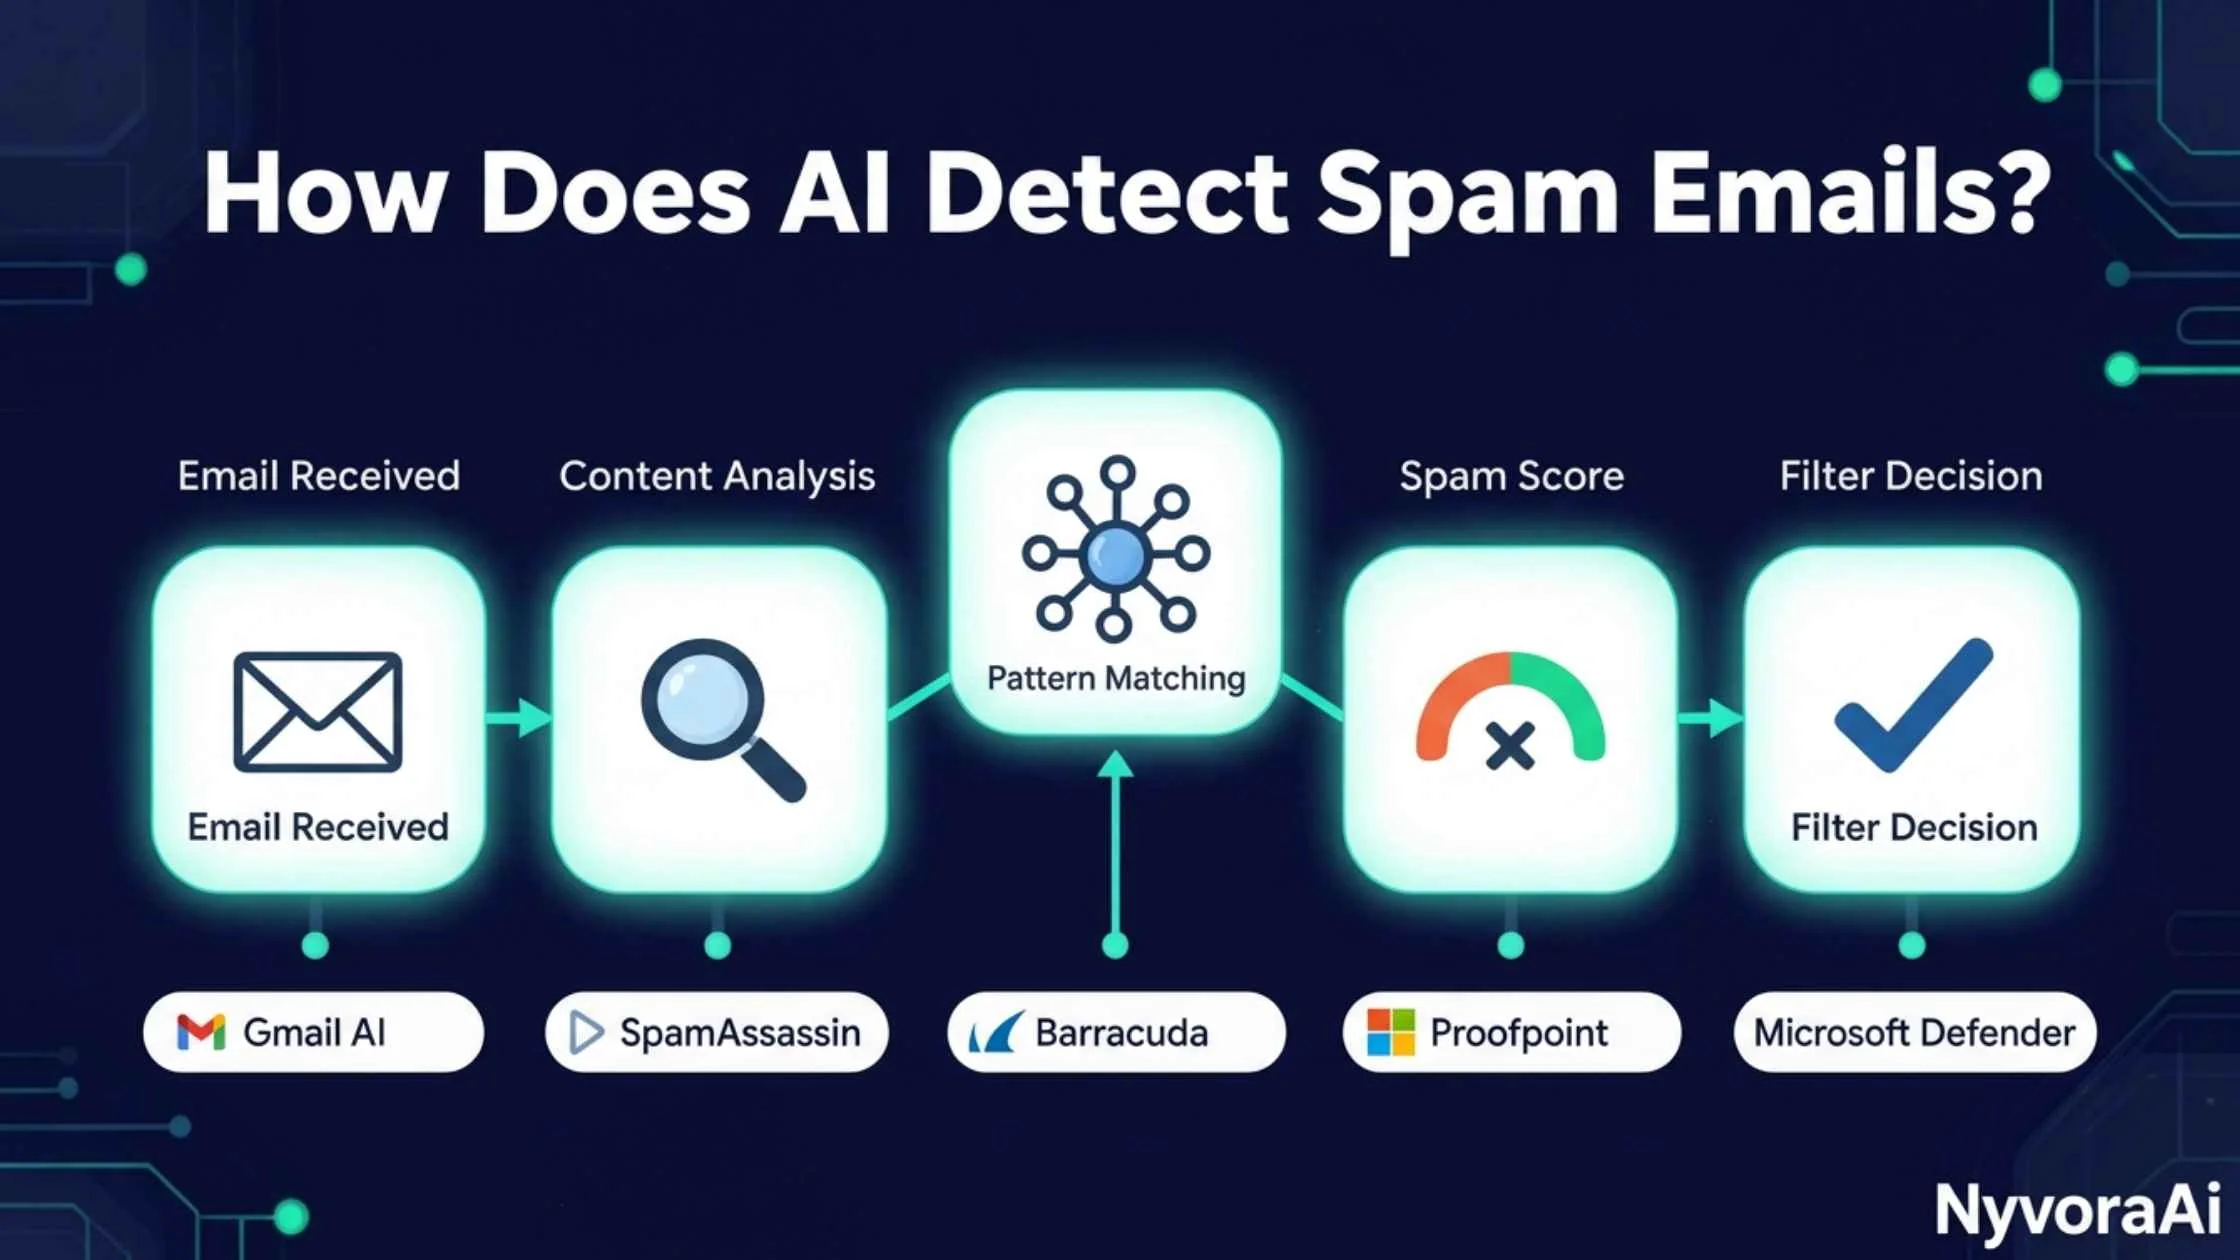 How Does AI Detect Spam Emails?
Email Received
Content Analysis
Spam Score
Filter Decision
Pattern Matching
Email Received
Filter Decision
Gmail AI
SpamAssassin
Barracuda
Proofpoint
Microsoft Defender
NyvoraAi